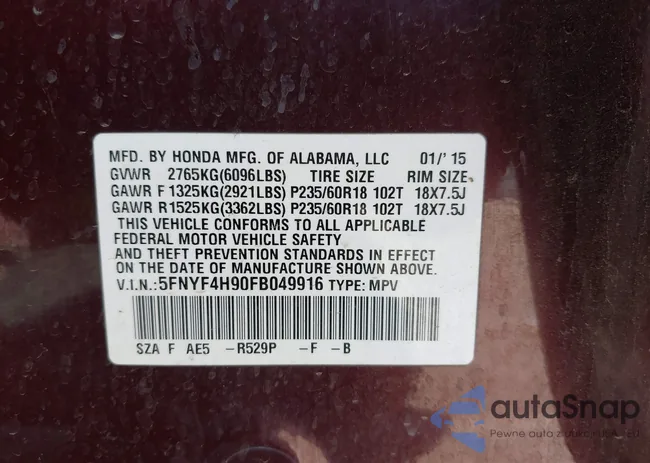 MFD. BY HONDA MFG. OF ALABAMA, LLC 01/'15
GVWR 2765KG(6096LBS) TIRE SIZE RIM SIZE
GAWR F 1325KG(2921LBS) P235/60R18 102T 18X7.5J
GAWR R 1525KG(3362LBS) P235/60R18 102T 18X7.5J
THIS VEHICLE CONFORMS TO ALL APPLICABLE
FEDERAL MOTOR VEHICLE SAFETY
AND THEFT PREVENTION STANDARDS IN EFFECT
ON THE DATE OF MANUFACTURE SHOWN ABOVE.
V.I.N.: 5FNYF4H90FB049916 TYPE: MPV
SZA F AE5 -R529P -F -B
autoSnap
Pewne auto z